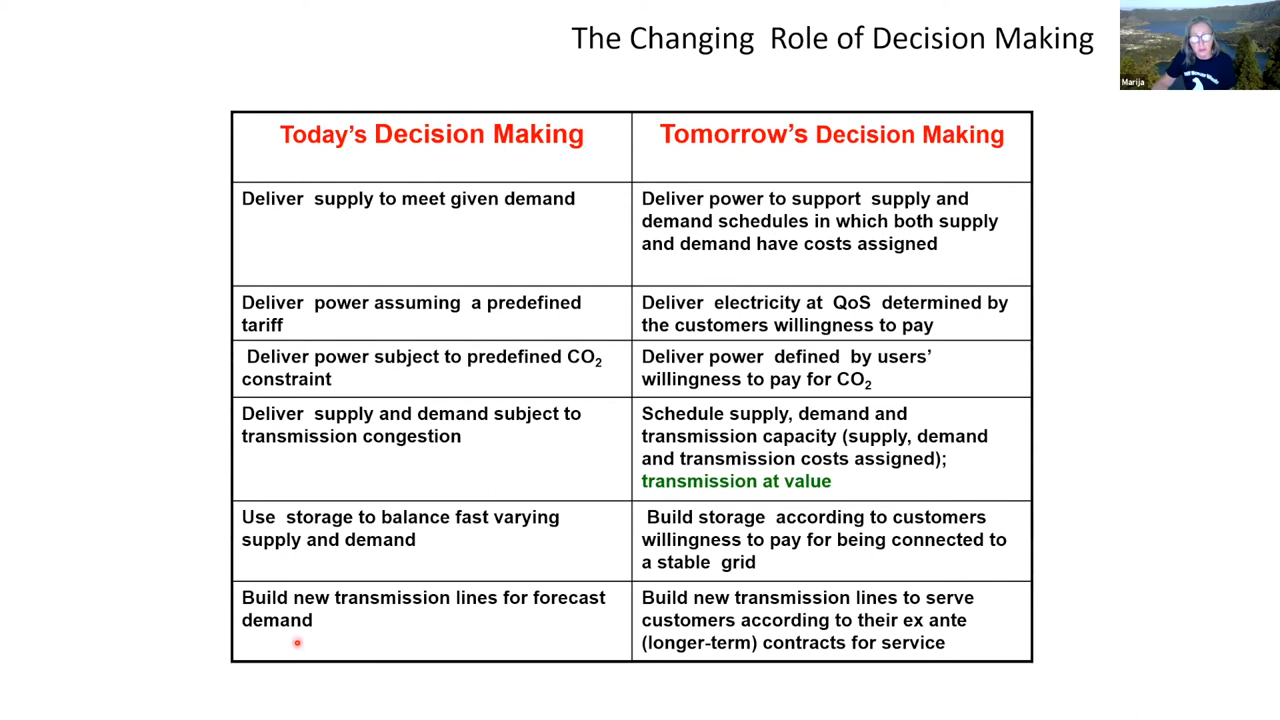 The Changing Role of Decision Making
Marija
Today's Decision Making
Tomorrow's Decision Making
Deliver supply to meet given demand
Deliver power to support supply and
demand schedules in which both supply
and demand have costs assigned
Deliver power assuming a predefined
tariff
Deliver electricity at QoS determined by
the customers willingness to pay
Deliver power subject to predefined CO₂
constraint
Deliver power defined by users'
willingness to pay for CO₂
Deliver supply and demand subject to
transmission congestion
Schedule supply, demand and
transmission capacity (supply, demand
and transmission costs assigned);
transmission at value
Use storage to balance fast varying
supply and demand
Build storage according to customers
willingness to pay for being connected to
a stable grid
Build new transmission lines for forecast
demand
Build new transmission lines to serve
customers according to their ex ante
(longer-term) contracts for service